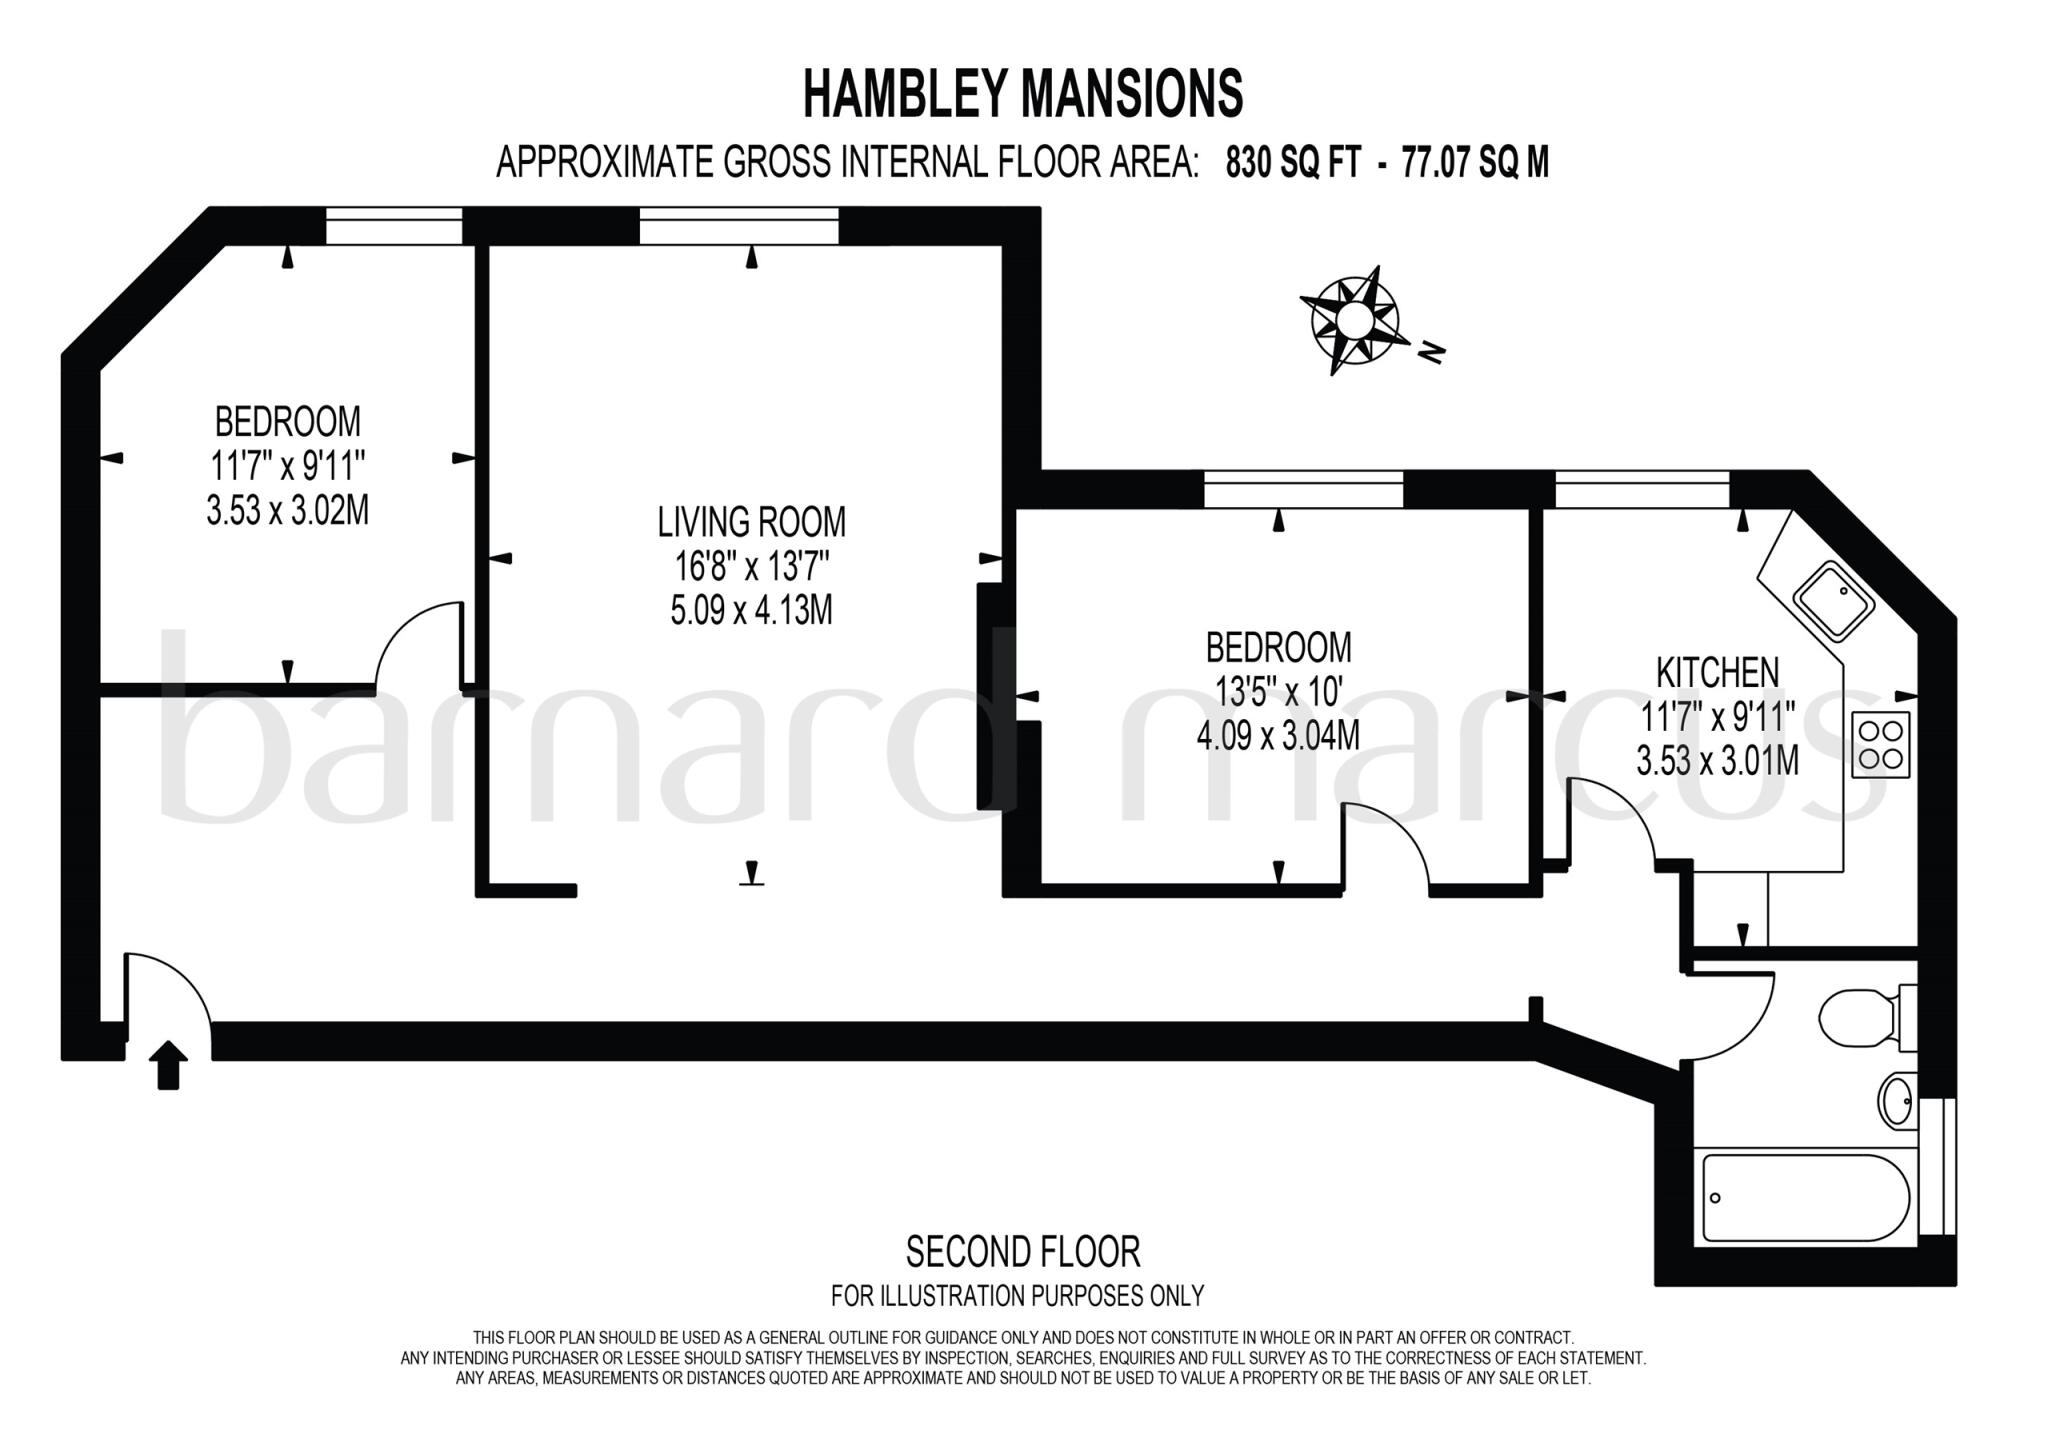 HAMBLEY MANSIONS
APPROXIMATE GROSS INTERNAL FLOOR AREA: 830 SQ FT - 77.07 SQ M
N
BEDROOM
11'7" x 9'11"
3.53 x 3.02M
LIVING ROOM
16'8" x 13'7"
5.09 x 4.13M
BEDROOM
13'5" x 10'
4.09 x 3.04M
KITCHEN
11'7" x 9'11"
3.53 x 3.01M
barnard marcus
SECOND FLOOR
FOR ILLUSTRATION PURPOSES ONLY
THIS FLOOR PLAN SHOULD BE USED AS A GENERAL OUTLINE FOR GUIDANCE ONLY AND DOES NOT CONSTITUTE IN WHOLE OR IN PART AN OFFER OR CONTRACT.
ANY INTENDING PURCHASER OR LESSEE SHOULD SATISFY THEMSELVES BY INSPECTION, SEARCHES, ENQUIRIES AND FULL SURVEY AS TO THE CORRECTNESS OF EACH STATEMENT.
ANY AREAS, MEASUREMENTS OR DISTANCES QUOTED ARE APPROXIMATE AND SHOULD NOT BE USED TO VALUE A PROPERTY OR BE THE BASIS OF ANY SALE OR LET.